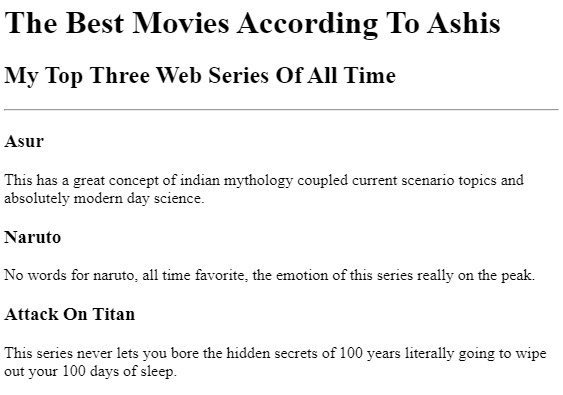 The Best Movies According To Ashis
My Top Three Web Series Of All Time
Asur
This has a great concept of indian mythology coupled current scenario topics and
absolutely modern day science.
Naruto
No words for naruto, all time favorite, the emotion of this series really on the peak.
Attack On Titan
This series never lets you bore the hidden secrets of 100 years literally going to wipe
out your 100 days of sleep.